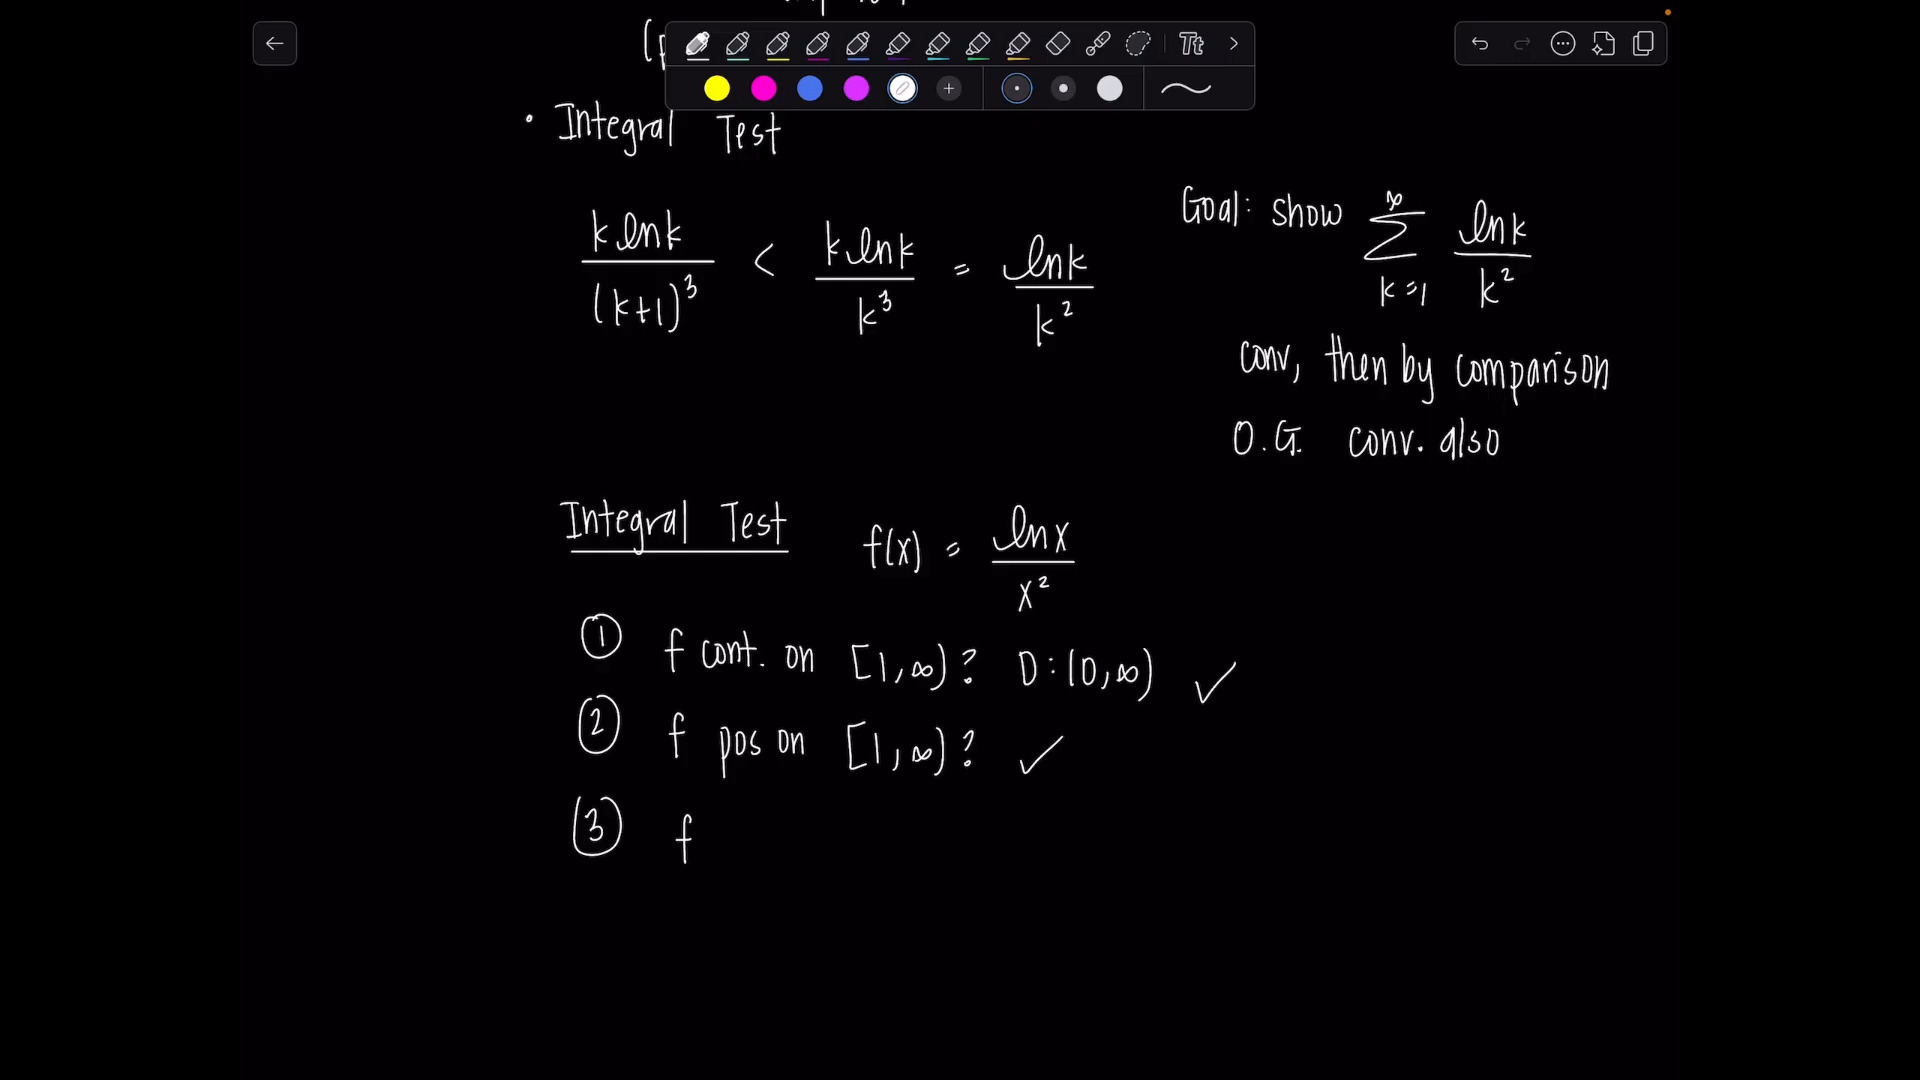 Tt
• Integral Test
k ln k / (k+1)³ < k ln k / k³ = ln k / k²
Goal: show ∑_{k=1}^{∞} ln k / k²
conv, then by comparison
O.G. conv. also
Integral Test f(x) = ln x / x²
① f cont. on [1,∞)? D:(0,∞) ✓
② f pos on [1,∞)? ✓
③ f